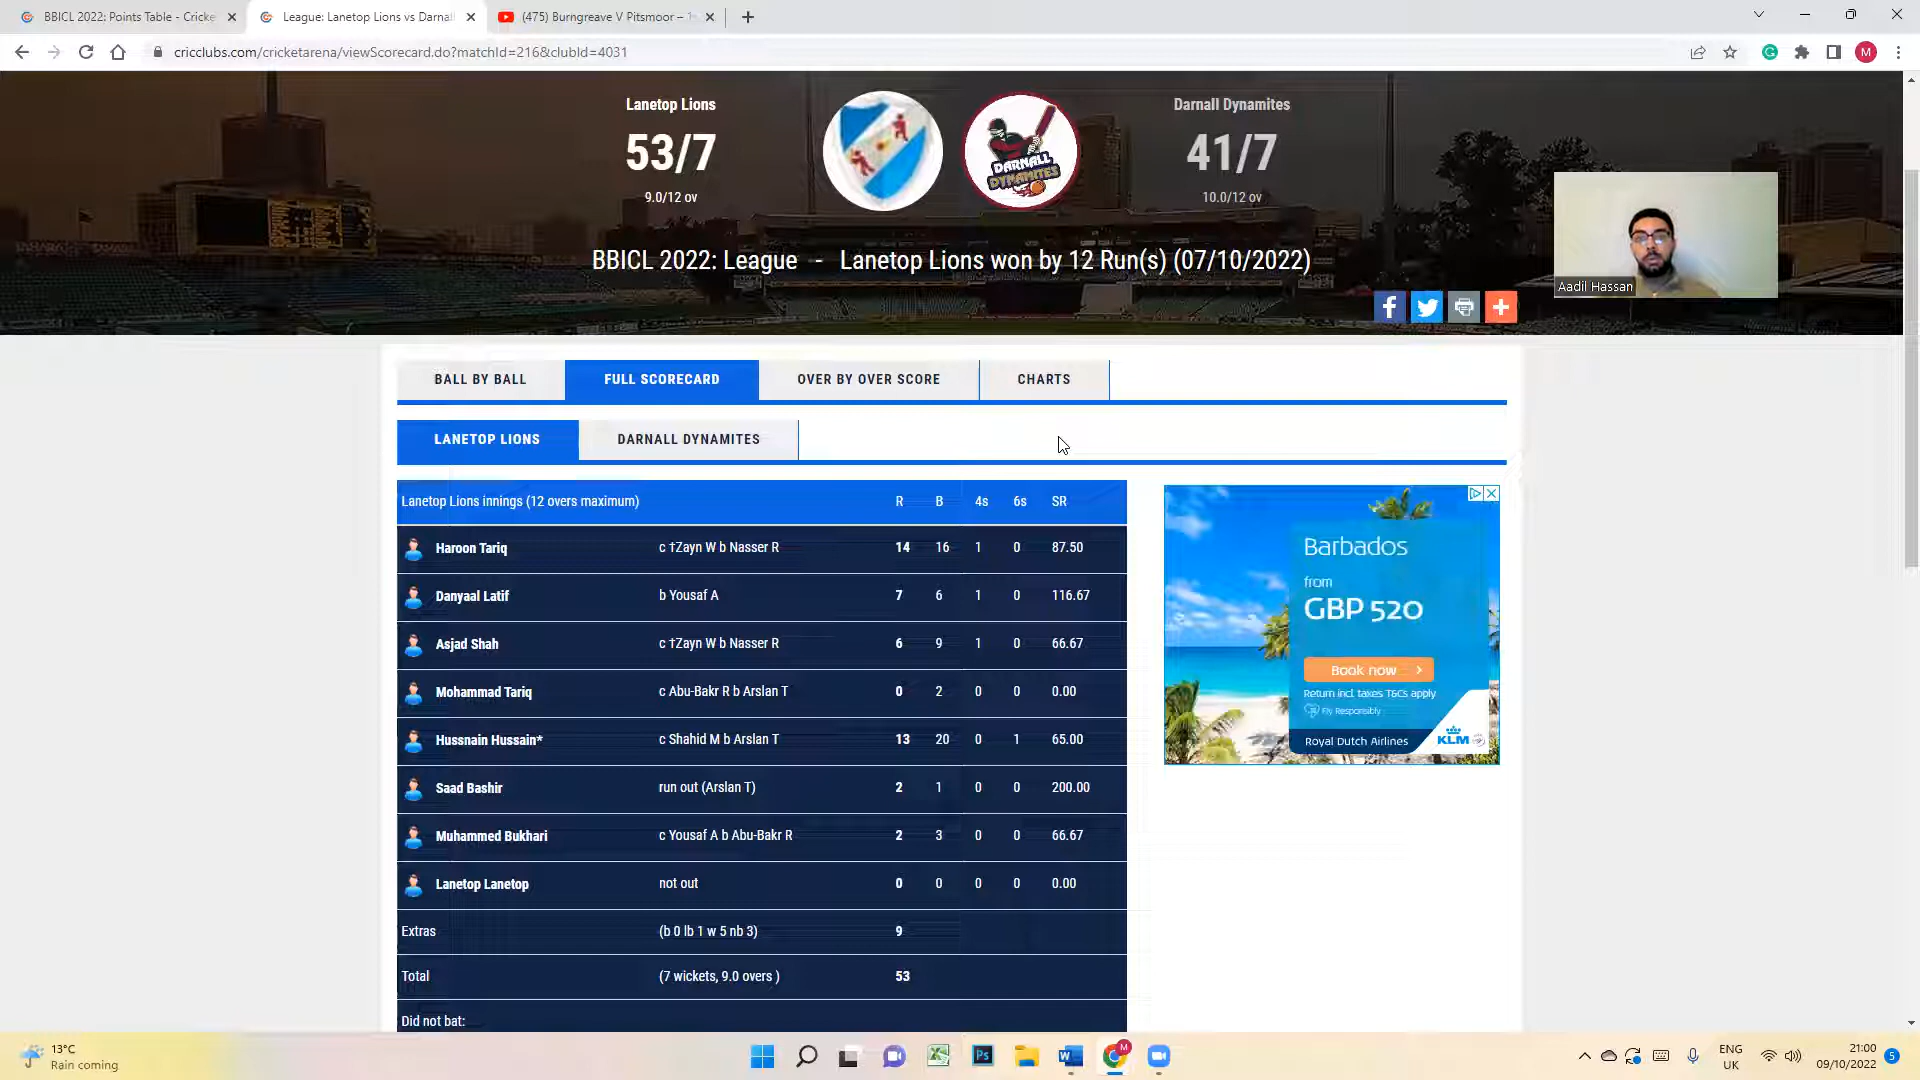 BBICL 2022: Points Table - Cricke
League: Lanetop Lions vs Darnal
(475) Burngreave V Pitsmoor –
cricclubs.com/cricketarena/viewScorecard.do?matchId=216&clubId=4031
M
Lanetop Lions
53/7
9.0/12 ov
DARNALL
DYNAMITES
Darnall Dynamites
41/7
10.0/12 ov
BBICL 2022: League - Lanetop Lions won by 12 Run(s) (07/10/2022)
Aadil Hassan
BALL BY BALL FULL SCORECARD OVER BY OVER SCORE CHARTS
LANETOP LIONS DARNALL DYNAMITES
Lanetop Lions innings (12 overs maximum) R B 4s 6s SR
Haroon Tariq c †Zayn W b Nasser R 14 16 1 0 87.50
Danyaal Latif b Yousaf A 7 6 1 0 116.67
Asjad Shah c †Zayn W b Nasser R 6 9 1 0 66.67
Mohammad Tariq c Abu-Bakr R b Arslan T 0 2 0 0 0.00
Hussnain Hussain* c Shahid M b Arslan T 13 20 0 1 65.00
Saad Bashir run out (Arslan T) 2 1 0 0 200.00
Muhammed Bukhari c Yousaf A b Abu-Bakr R 2 3 0 0 66.67
Lanetop Lanetop not out 0 0 0 0 0.00
Extras (b 0 lb 1 w 5 nb 3) 9
Total (7 wickets, 9.0 overs ) 53
Did not bat:
Barbados
from
GBP 520
Book now
Return incl. taxes T&Cs apply
Fly Responsibly
Royal Dutch Airlines
KLM
13°C
Rain coming
Ps
M
ENG
UK
21:00
09/10/2022
5